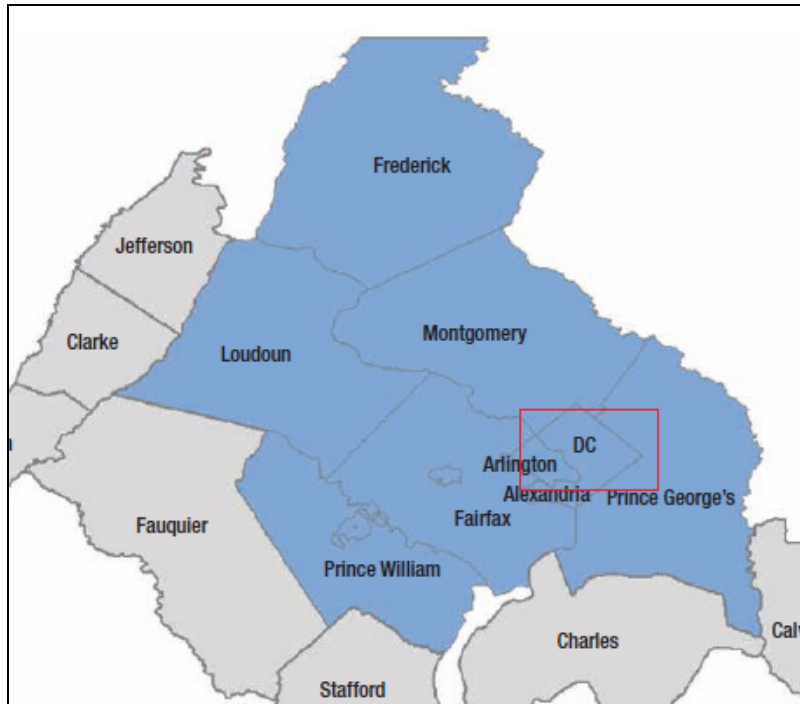 Frederick
Jefferson
Montgomery
Clarke
Loudoun
DC
Arlington
Alexandria
Prince George's
Fairfax
Fauquier
Prince William
Charles
Stafford